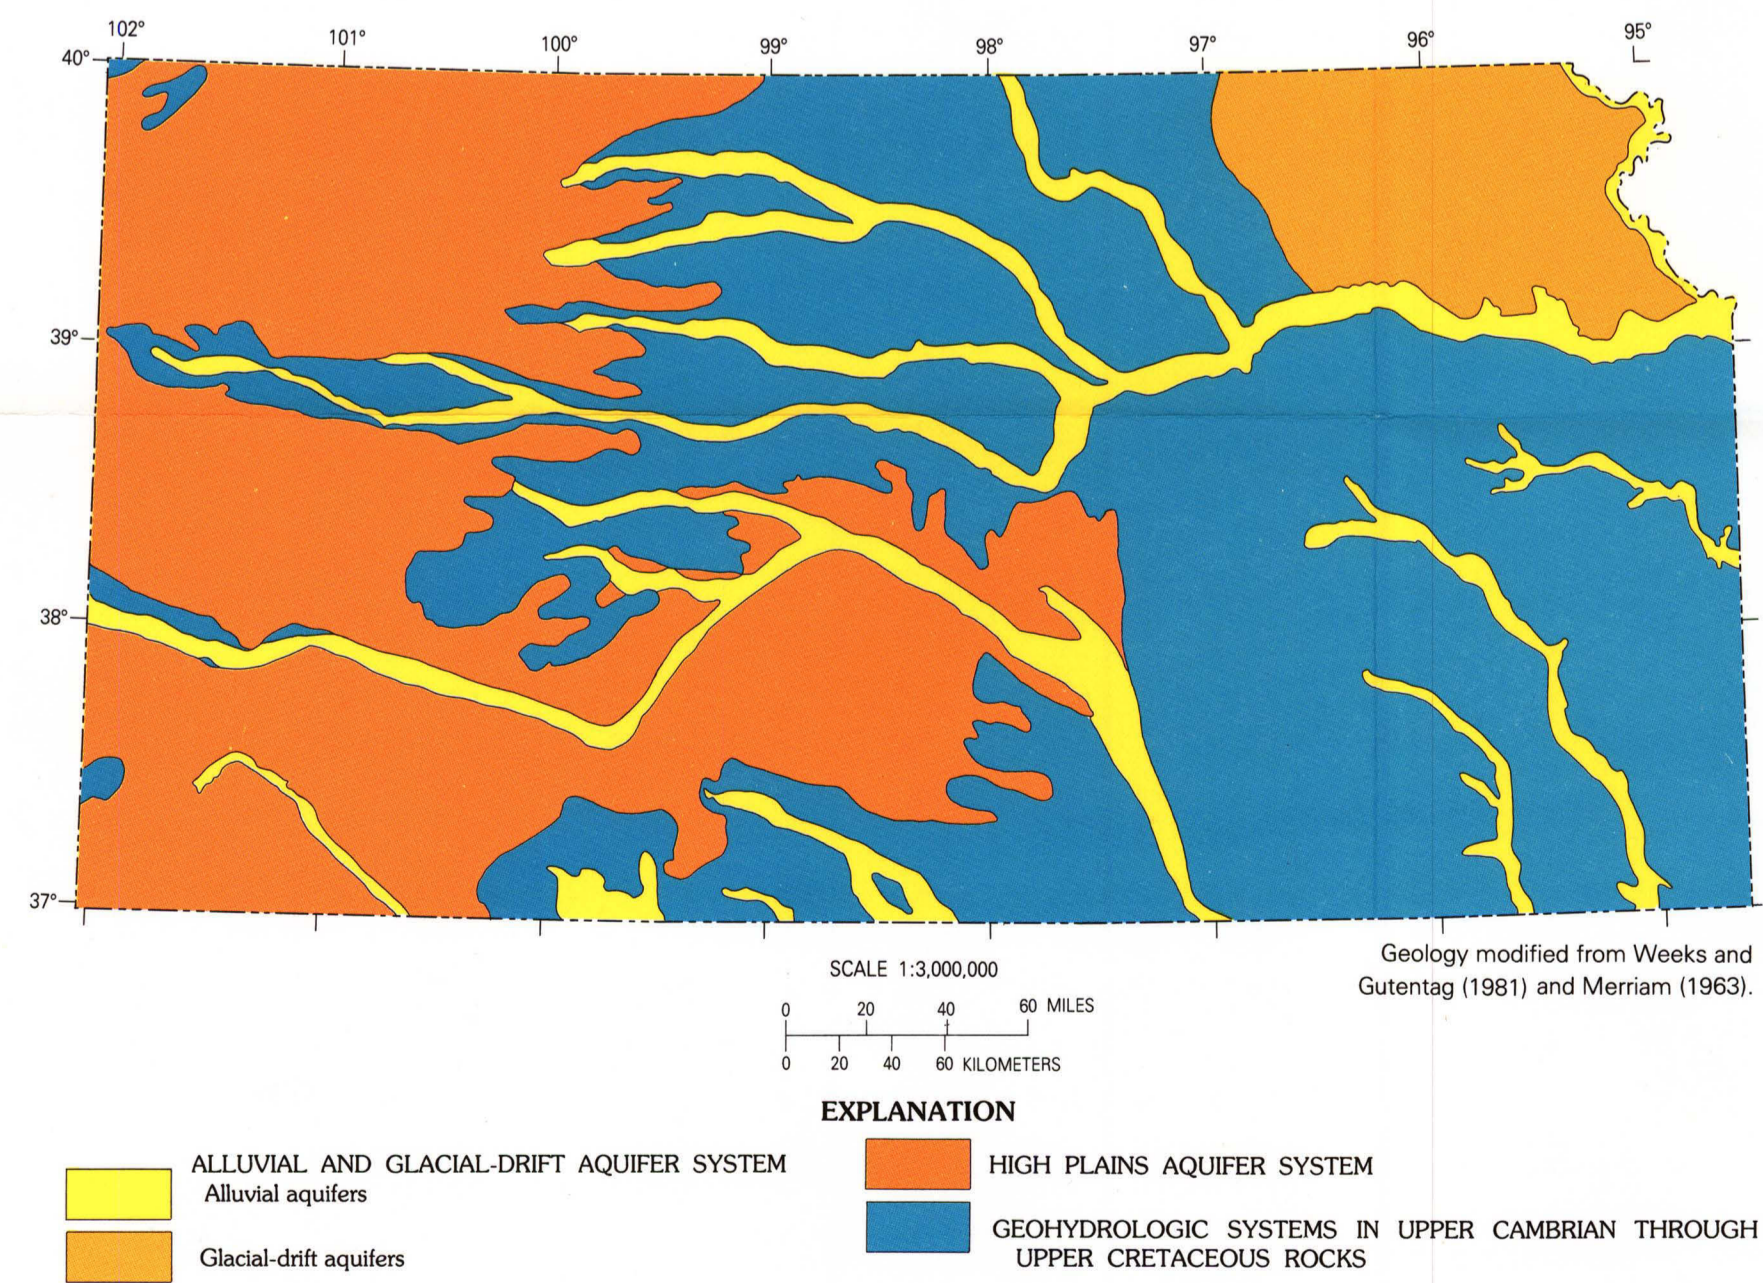 102° 101° 100° 99° 98° 97° 96° 95°
40°
39°
38°
37°
Geology modified from Weeks and
Gutentag (1981) and Merriam (1963).
SCALE 1:3,000,000
0 20 40 60 MILES
0 20 40 60 KILOMETERS
EXPLANATION
ALLUVIAL AND GLACIAL-DRIFT AQUIFER SYSTEM
Alluvial aquifers
Glacial-drift aquifers
HIGH PLAINS AQUIFER SYSTEM
GEOHYDROLOGIC SYSTEMS IN UPPER CAMBRIAN THROUGH
UPPER CRETACEOUS ROCKS